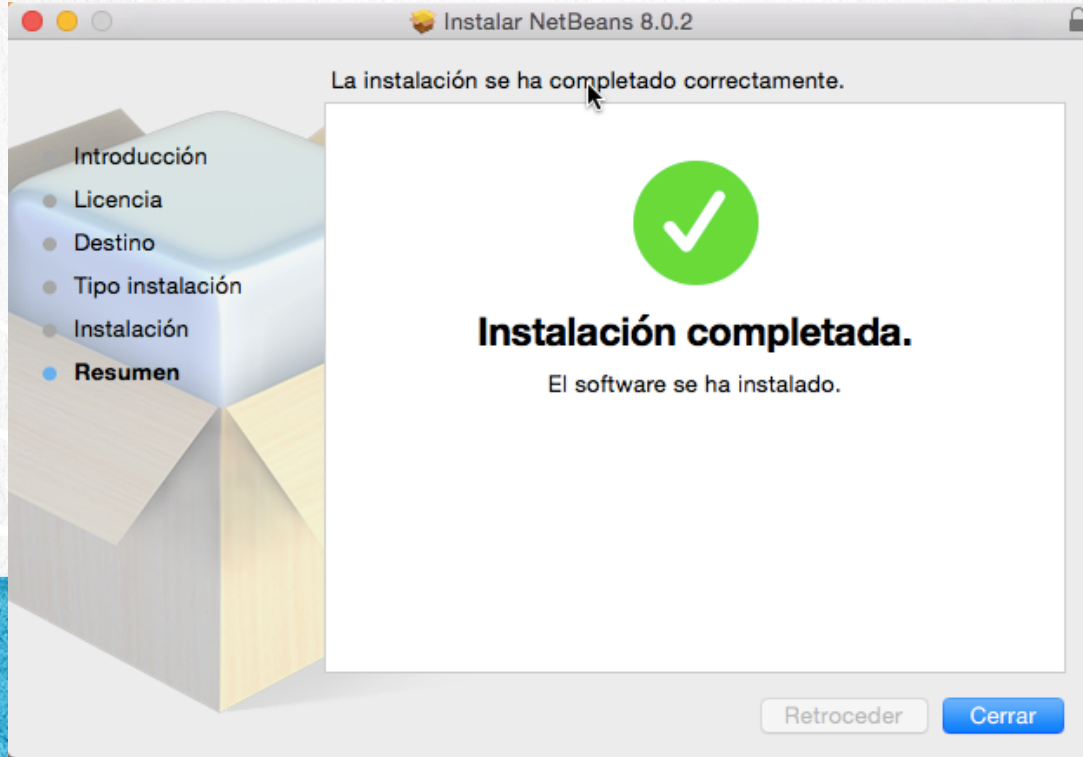 Instalar NetBeans 8.0.2
La instalación se ha completado correctamente.
Introducción
Licencia
Destino
Tipo instalación
Instalación
Resumen
Instalación completada.
El software se ha instalado.
Retroceder
Cerrar